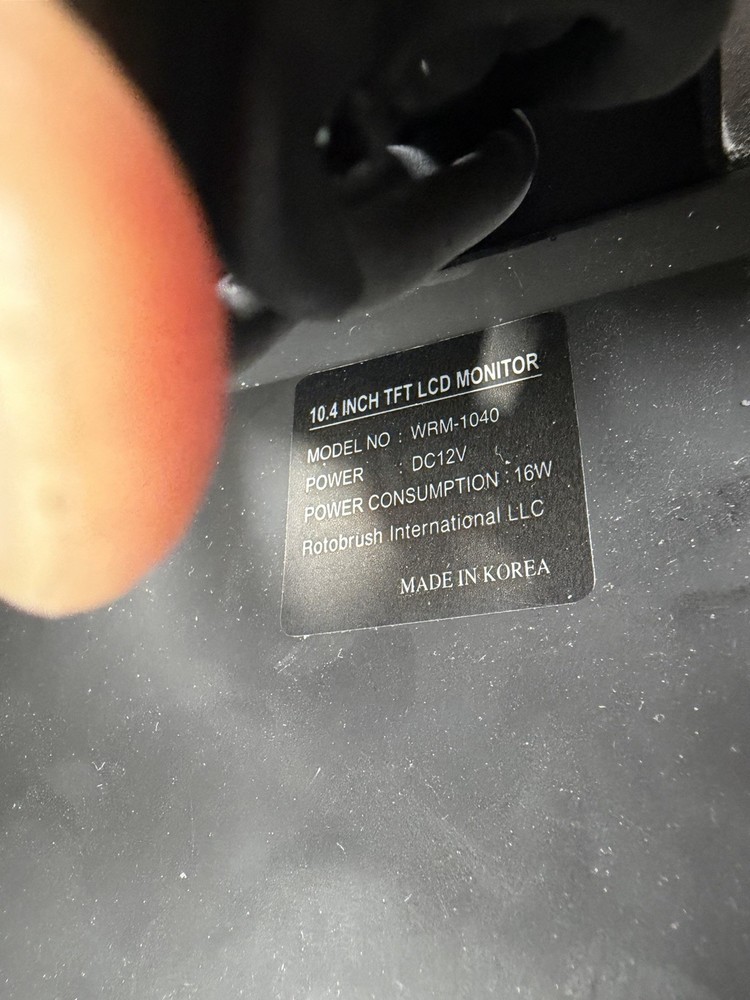 10.4 INCH TFT LCD MONITOR
MODEL NO : WRM-1040
POWER : DC12V
POWER CONSUMPTION : 16W
Rotobrush International LLC
MADE IN KOREA